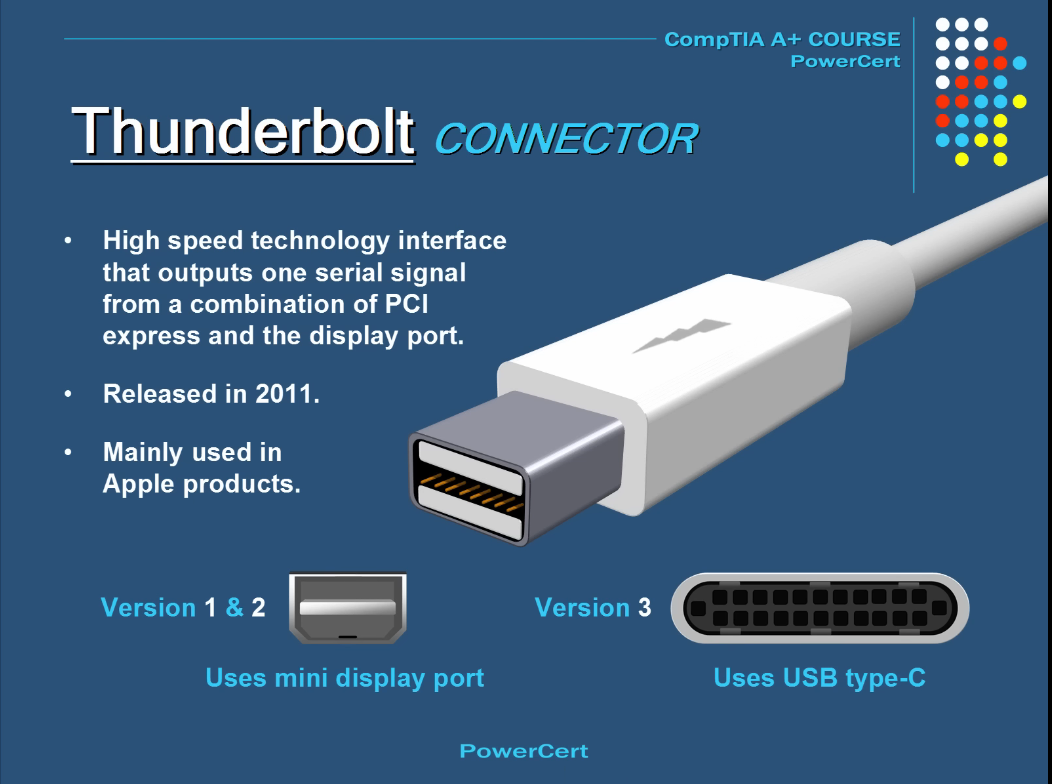 CompTIA A+ COURSE
PowerCert
Thunderbolt CONNECTOR
• High speed technology interface
that outputs one serial signal
from a combination of PCI
express and the display port.
• Released in 2011.
• Mainly used in
Apple products.
Version 1 & 2
Version 3
Uses mini display port
Uses USB type-C
PowerCert